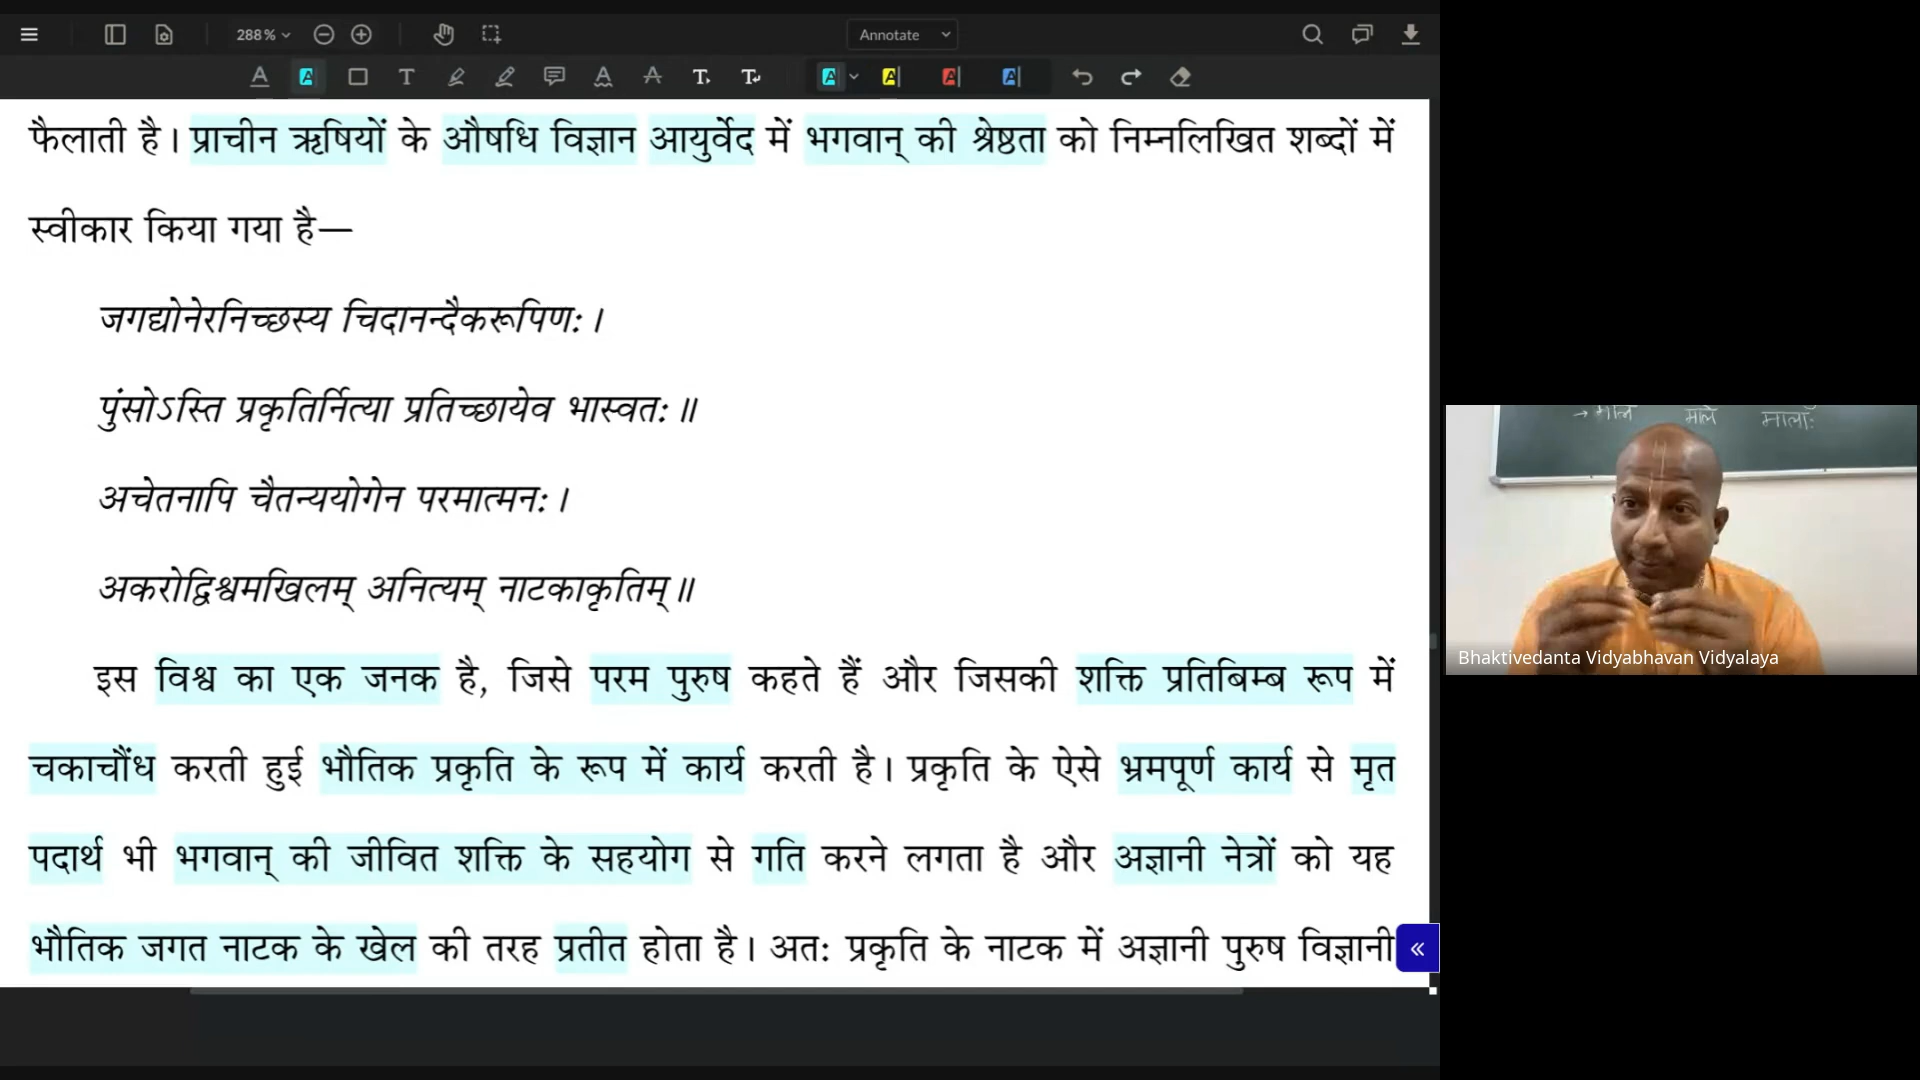 288%
Annotate
फैलाती है। प्राचीन ऋषियों के औषधि विज्ञान आयुर्वेद में भगवान् की श्रेष्ठता को निम्नलिखित शब्दों में
स्वीकार किया गया है—
जगद्योनेरनिच्छस्य चिदानन्दैकरूपिणः।
पुंसोऽस्ति प्रकृतिर्नित्या प्रतिच्छायेव भास्वतः॥
अचेतनापि चैतन्ययोगेन परमात्मनः।
अकरोद्विश्वमखिलम् अनित्यम् नाटकाकृतिम्॥
इस विश्व का एक जनक है, जिसे परम पुरुष कहते हैं और जिसकी शक्ति प्रतिबिम्ब रूप में
चकाचौंध करती हुई भौतिक प्रकृति के रूप में कार्य करती है। प्रकृति के ऐसे भ्रमपूर्ण कार्य से मृत
पदार्थ भी भगवान् की जीवित शक्ति के सहयोग से गति करने लगता है और अज्ञानी नेत्रों को यह
भौतिक जगत नाटक के खेल की तरह प्रतीत होता है। अतः प्रकृति के नाटक में अज्ञानी पुरुष विज्ञानी
माले मालाः
Bhaktivedanta Vidyabhavan Vidyalaya